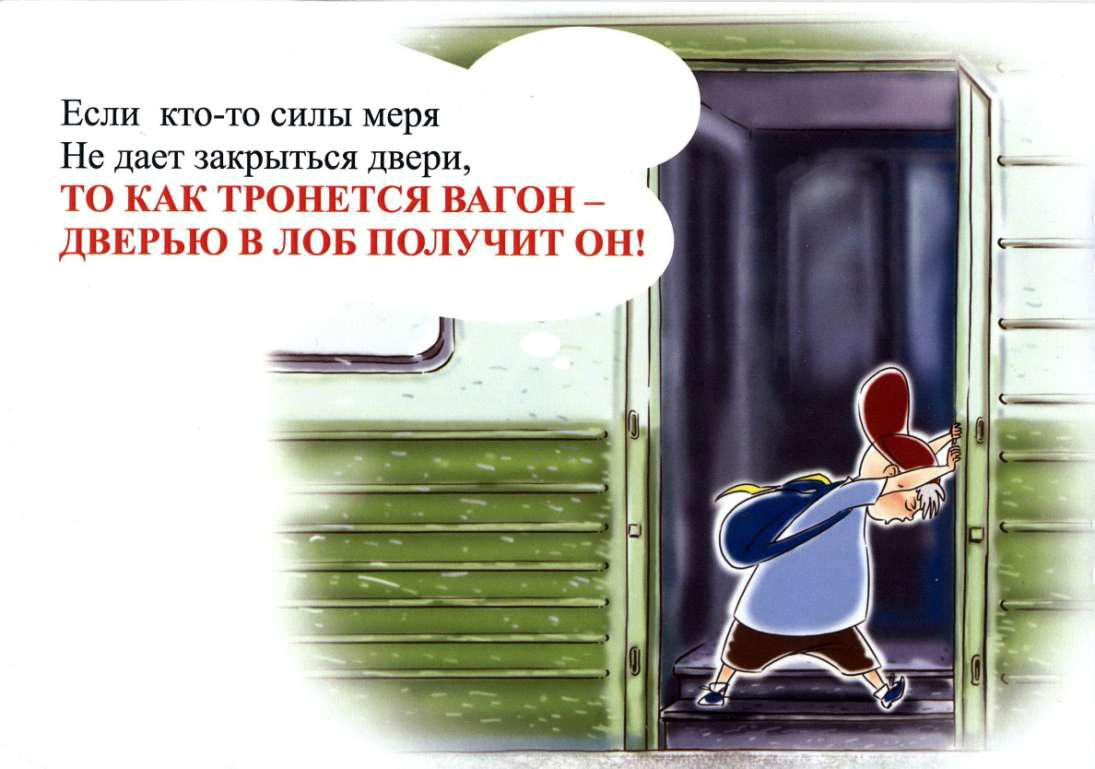 Если кто-то силы меря
Не дает закрыться двери,
ТО КАК ТРОНЕТСЯ ВАГОН –
ДВЕРЬЮ В ЛОБ ПОЛУЧИТ ОН!